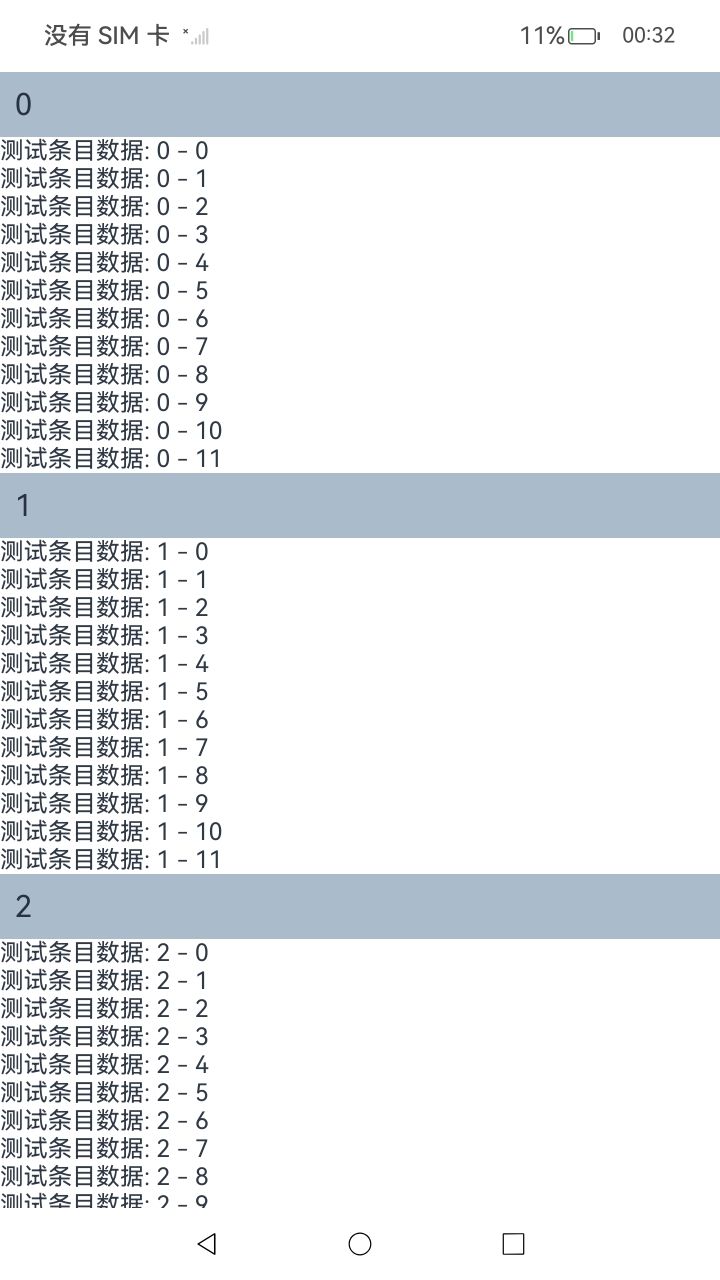 没有 SIM 卡
11%
00:32
0
测试条目数据: 0 - 0
测试条目数据: 0 - 1
测试条目数据: 0 - 2
测试条目数据: 0 - 3
测试条目数据: 0 - 4
测试条目数据: 0 - 5
测试条目数据: 0 - 6
测试条目数据: 0 - 7
测试条目数据: 0 - 8
测试条目数据: 0 - 9
测试条目数据: 0 - 10
测试条目数据: 0 - 11
1
测试条目数据: 1 - 0
测试条目数据: 1 - 1
测试条目数据: 1 - 2
测试条目数据: 1 - 3
测试条目数据: 1 - 4
测试条目数据: 1 - 5
测试条目数据: 1 - 6
测试条目数据: 1 - 7
测试条目数据: 1 - 8
测试条目数据: 1 - 9
测试条目数据: 1 - 10
测试条目数据: 1 - 11
2
测试条目数据: 2 - 0
测试条目数据: 2 - 1
测试条目数据: 2 - 2
测试条目数据: 2 - 3
测试条目数据: 2 - 4
测试条目数据: 2 - 5
测试条目数据: 2 - 6
测试条目数据: 2 - 7
测试条目数据: 2 - 8
测试条目数据: 2 - 9